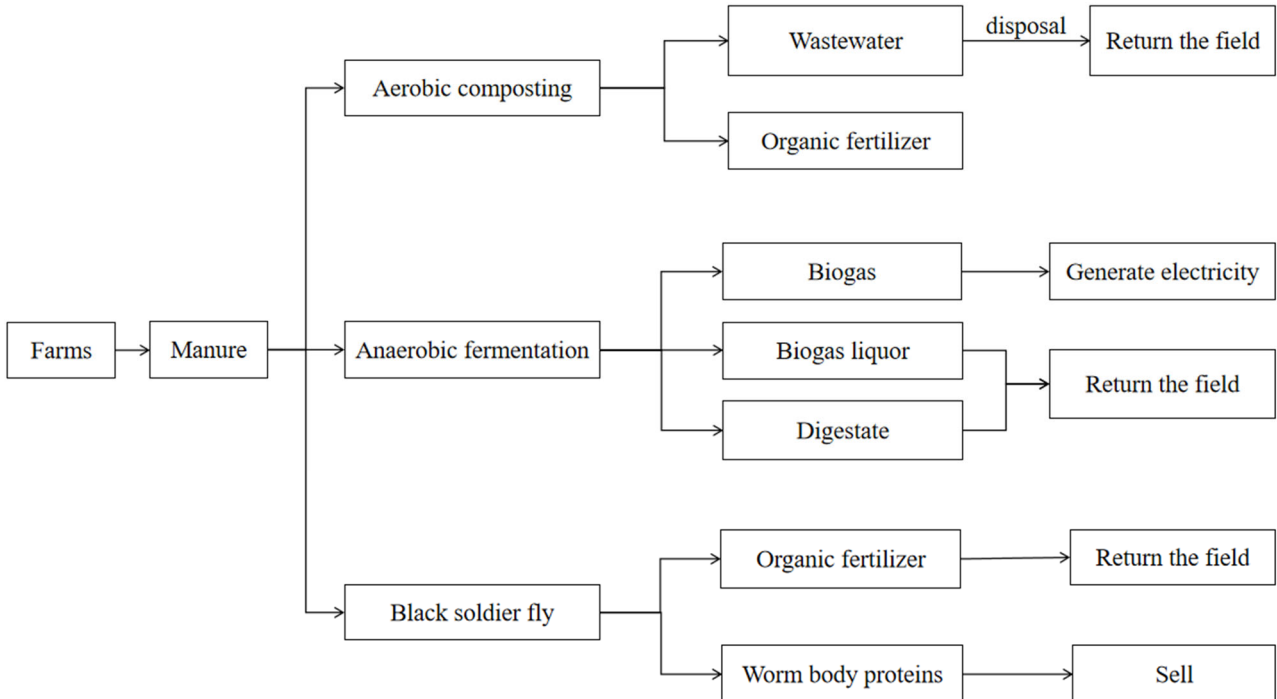 Farms
Manure
Aerobic composting
Wastewater
disposal
Return the field
Organic fertilizer
Anaerobic fermentation
Biogas
Generate electricity
Biogas liquor
Digestate
Return the field
Black soldier fly
Organic fertilizer
Return the field
Worm body proteins
Sell